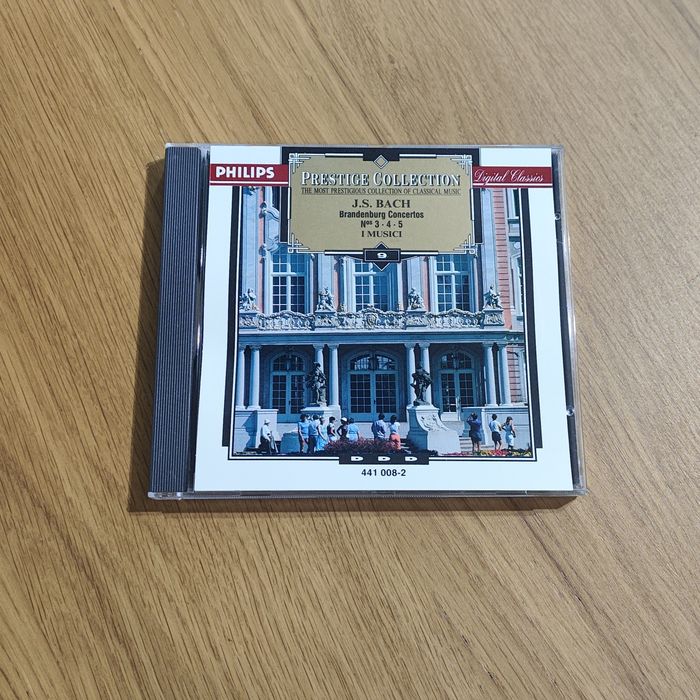 PHILIPS
PRESTIGE COLLECTION
THE MOST PRESTIGIOUS COLLECTION OF CLASSICAL MUSIC
Digital Classics
J.S. BACH
Brandenburg Concertos
Nos 3 · 4 · 5
I MUSICI
9
D D D
441 008-2